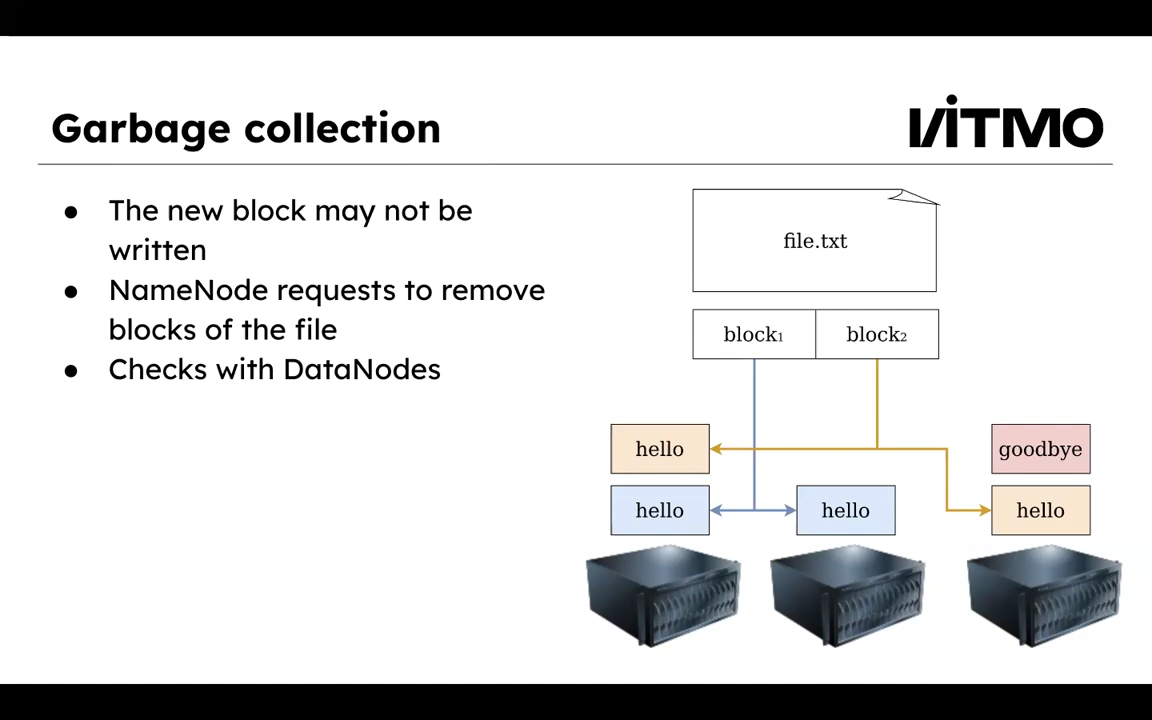 Garbage collection
ITMO
● The new block may not be
written
● NameNode requests to remove
blocks of the file
● Checks with DataNodes
file.txt
block1 block2
hello goodbye
hello hello hello